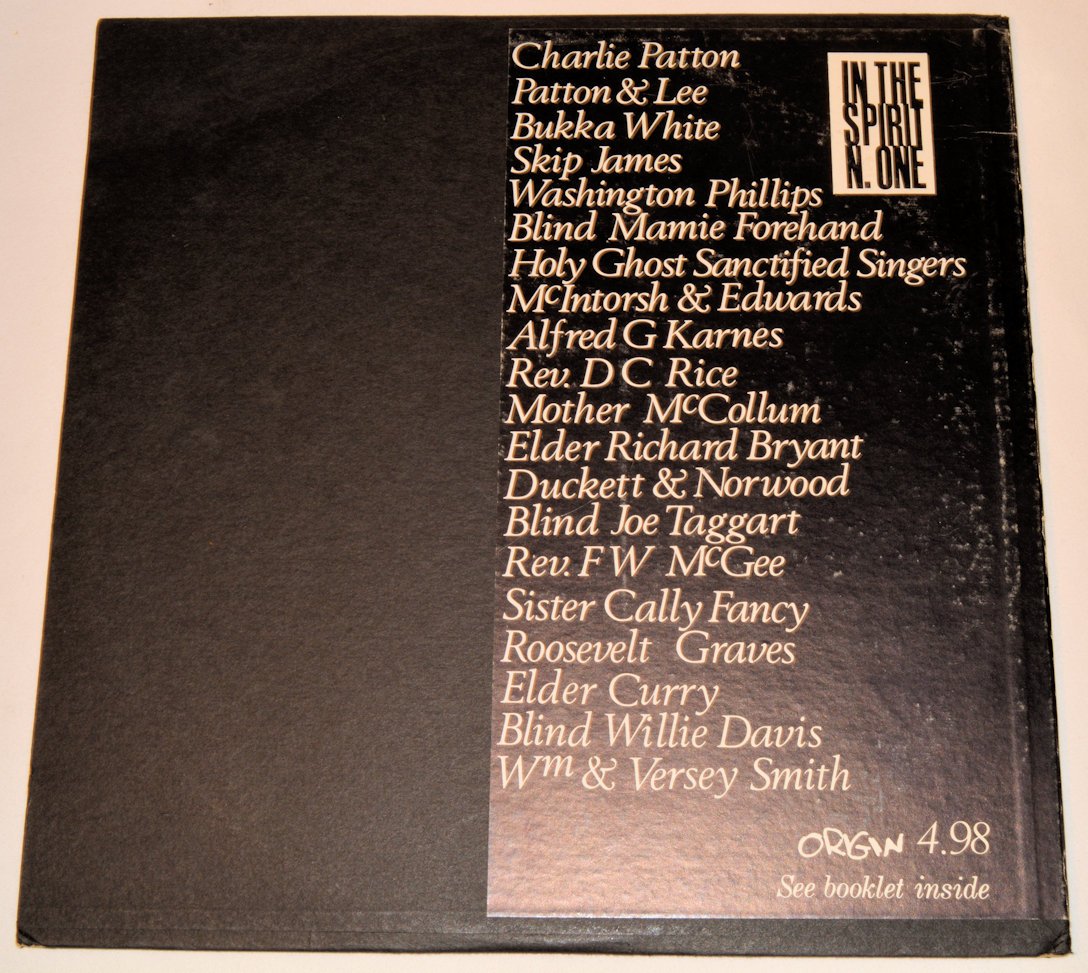 Charlie Patton
Patton & Lee
Bukka White
Skip James
Washington Phillips
Blind Mamie Forehand
Holy Ghost Sanctified Singers
McIntorsh & Edwards
Alfred G Karnes
Rev. D C Rice
Mother McCollum
Elder Richard Bryant
Duckett & Norwood
Blind Joe Taggart
Rev. F W McGee
Sister Cally Fancy
Roosevelt Graves
Elder Curry
Blind Willie Davis
Wm & Versey Smith
IN THE
SPIRIT
N. ONE
ORIGIN 4.98
See booklet inside